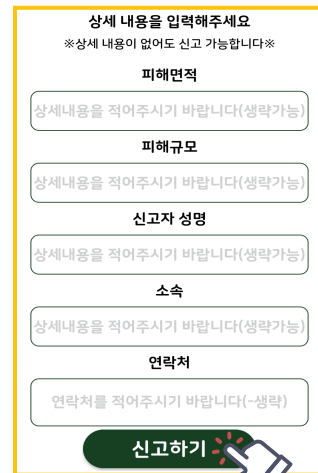 상세 내용을 입력해주세요
※상세 내용이 없어도 신고 가능합니다※
피해면적
상세내용을 적어주시기 바랍니다(생략가능)
피해규모
상세내용을 적어주시기 바랍니다(생략가능)
신고자 성명
상세내용을 적어주시기 바랍니다(생략가능)
소속
상세내용을 적어주시기 바랍니다(생략가능)
연락처
연락처를 적어주시기 바랍니다(-생략)
신고하기